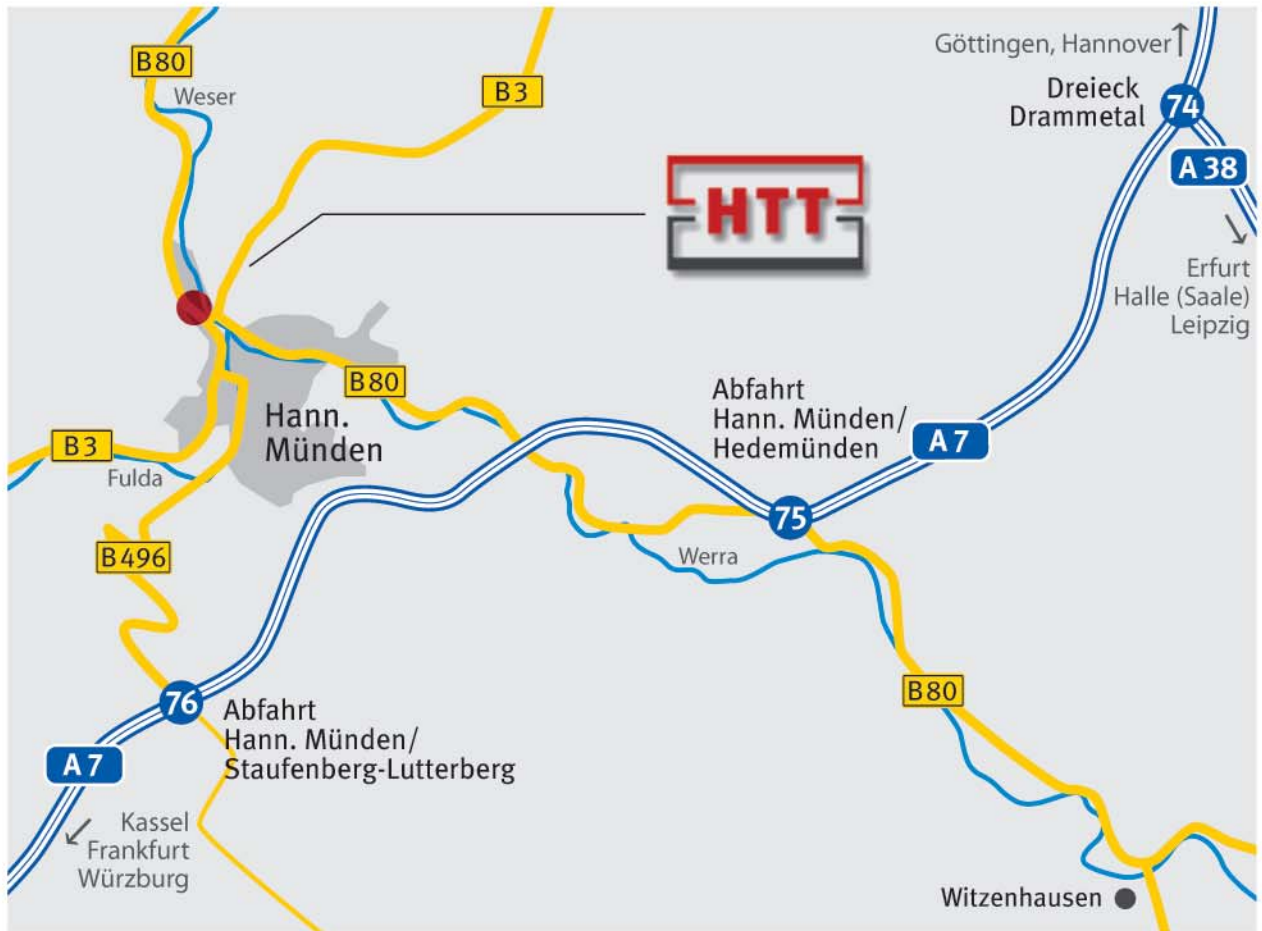 Göttingen, Hannover
B80
Weser
B3
Dreieck
Drammetal
74
A 38
HTT
Erfurt
Halle (Saale)
Leipzig
B80
Abfahrt
Hann. Münden/
Hedemünden
A 7
Hann.
Münden
B3
Fulda
75
Werra
B496
76
Abfahrt
Hann. Münden/
Staufenberg-Lutterberg
B80
A 7
Kassel
Frankfurt
Würzburg
Witzenhausen